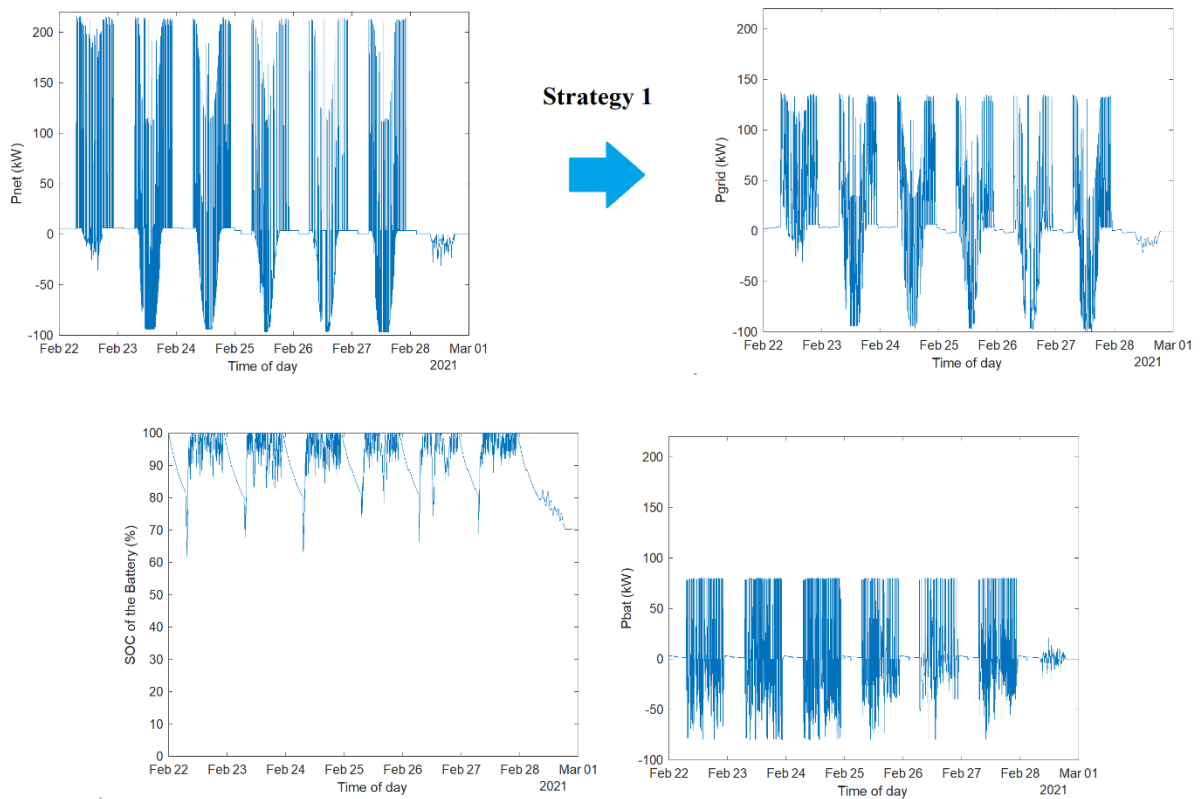 200
150
100
50
0
-50
-100
Pnet (kW)
Feb 22 Feb 23 Feb 24 Feb 25 Feb 26 Feb 27 Feb 28 Mar 01
Time of day
2021
Strategy 1
200
150
100
50
0
-50
-100
Pgrid (kW)
Feb 22 Feb 23 Feb 24 Feb 25 Feb 26 Feb 27 Feb 28 Mar 01
Time of day
2021
100
90
80
70
60
50
40
30
20
10
0
SOC of the Battery (%)
Feb 22 Feb 23 Feb 24 Feb 25 Feb 26 Feb 27 Feb 28 Mar 01
Time of day
2021
200
150
100
50
0
-50
-100
Pbat (kW)
Feb 22 Feb 23 Feb 24 Feb 25 Feb 26 Feb 27 Feb 28 Mar 01
Time of day
2021